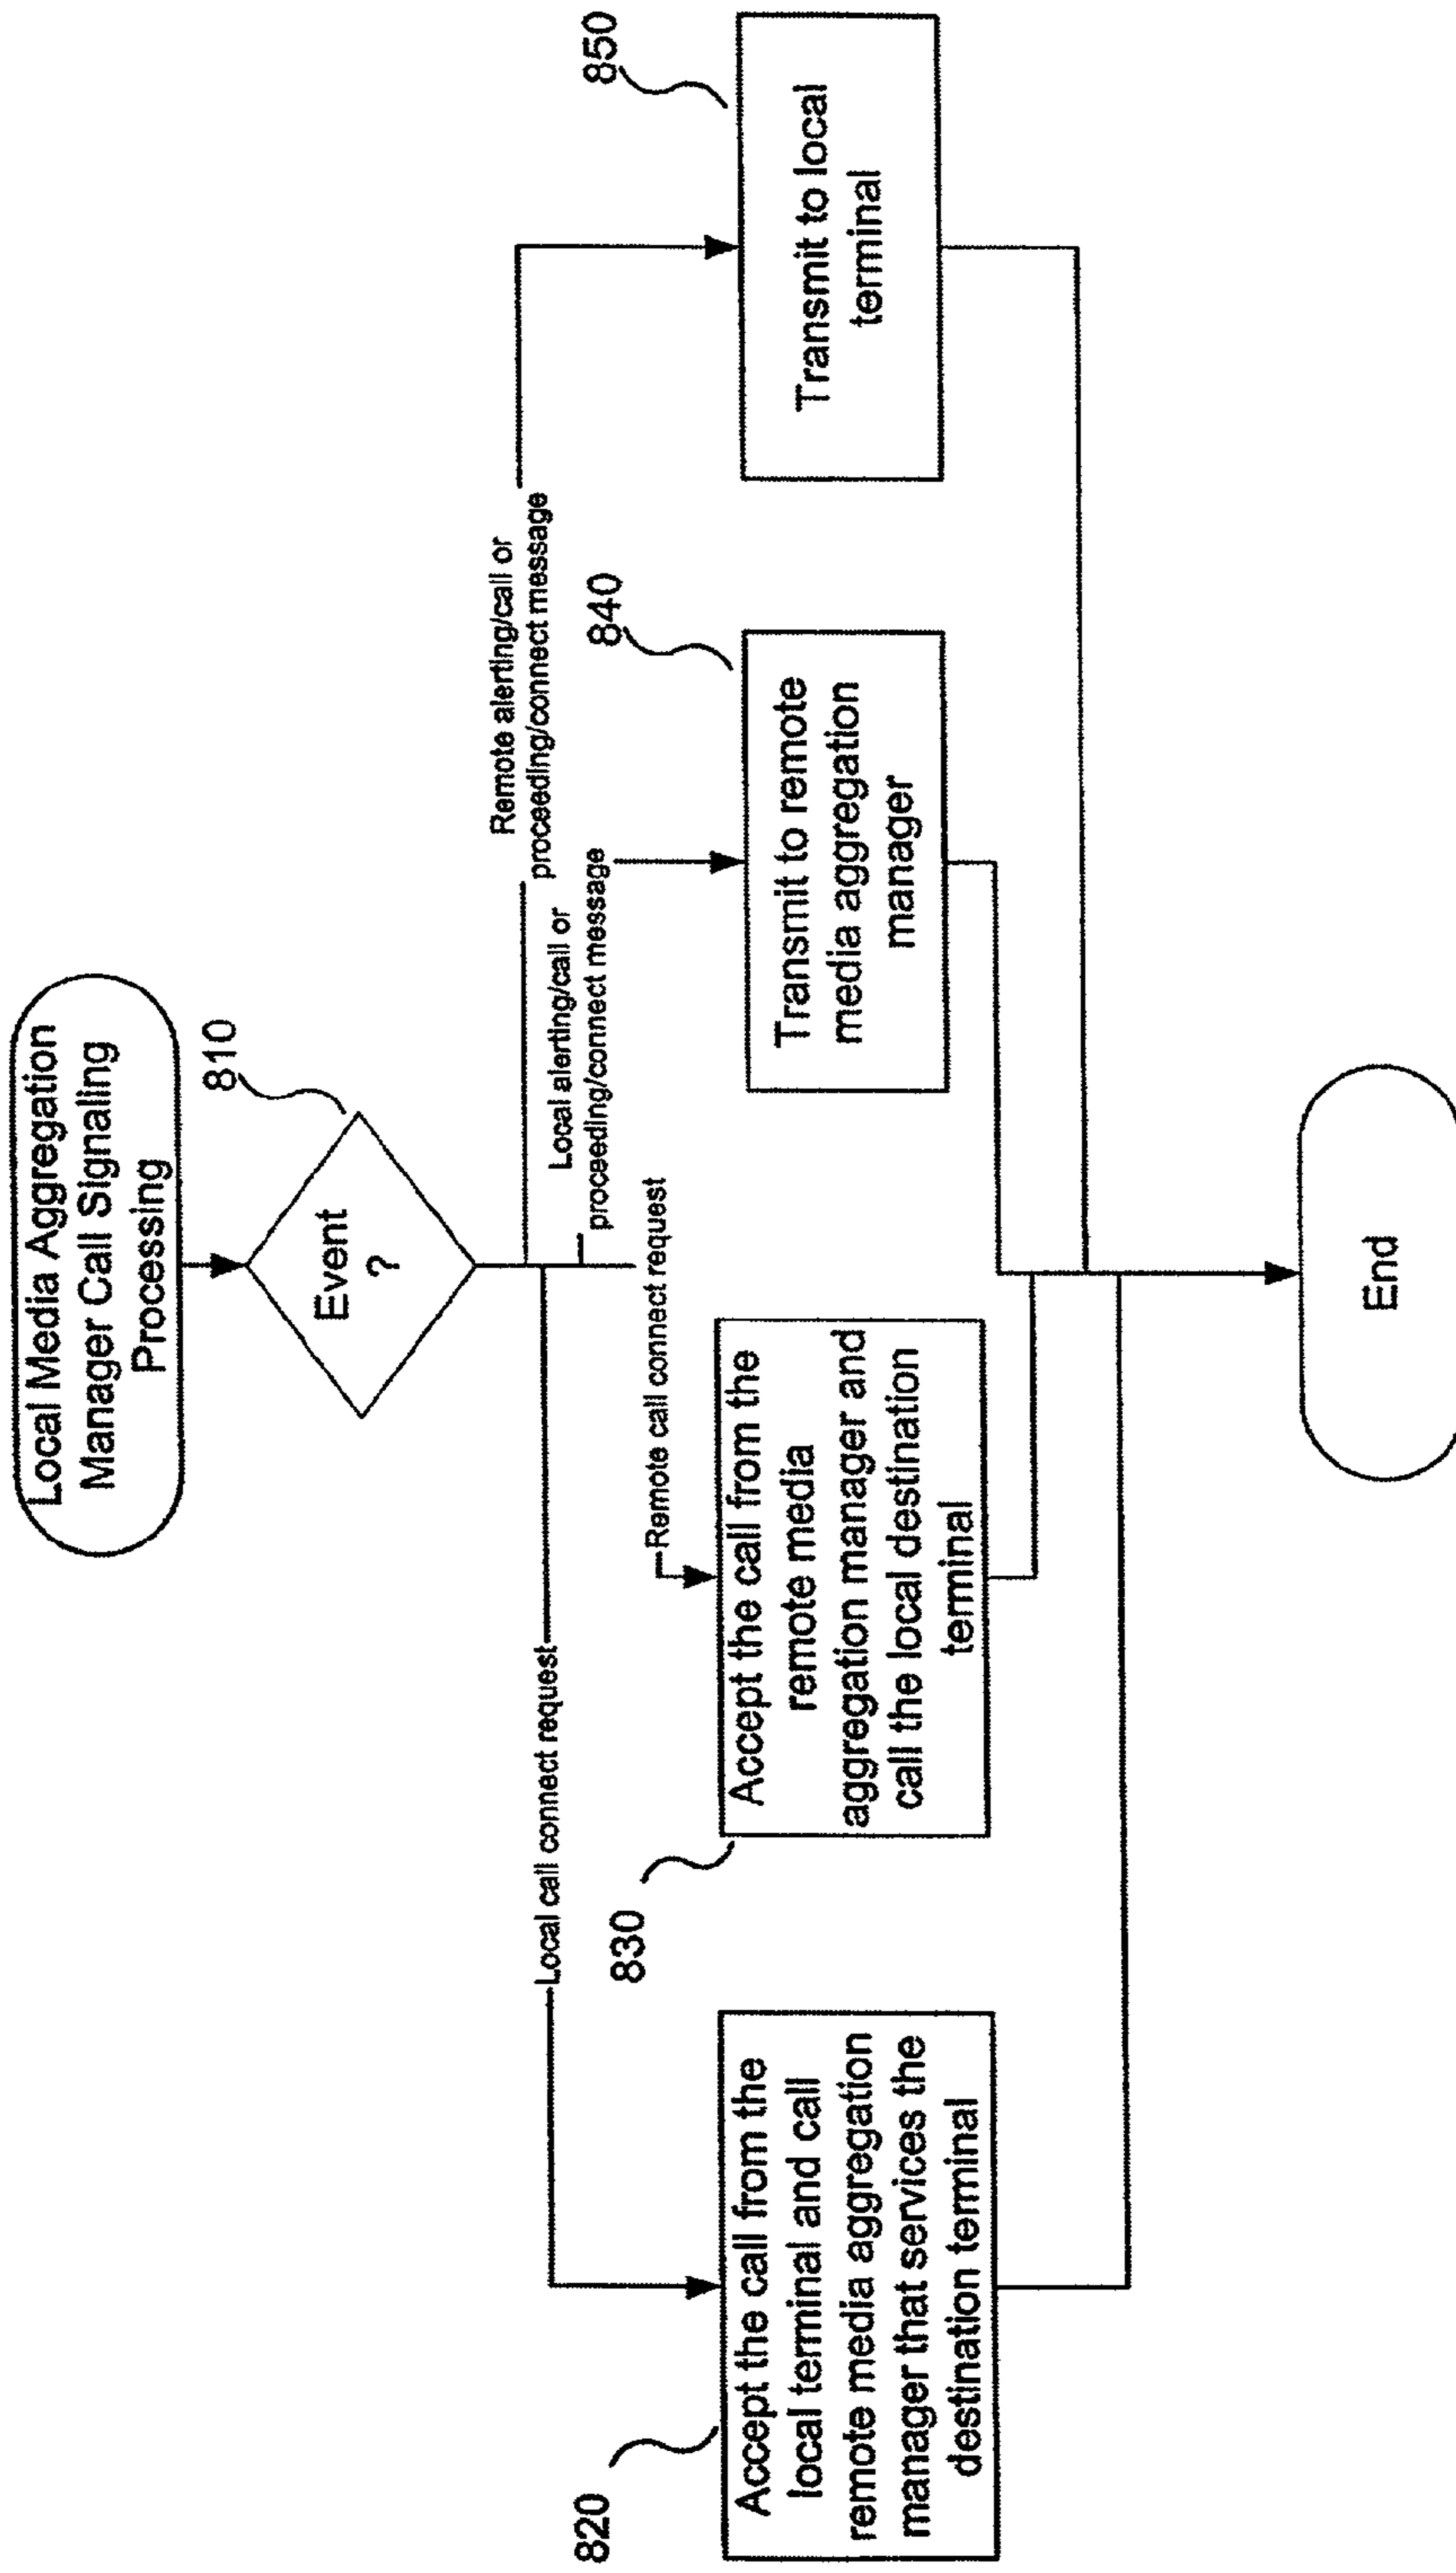 Local Media Aggregation
Manager Call Signaling
Processing
810
Event
?
Local call connect request
Remote call connect request
Local alerting/call or
proceeding/connect message
Remote alerting/call or
proceeding/connect message
820
Accept the call from the
local terminal and call
remote media aggregation
manager that services the
destination terminal
830
Accept the call from the
remote media
aggregation manager and
call the local destination
terminal
840
Transmit to remote
media aggregation
manager
850
Transmit to local
terminal
End